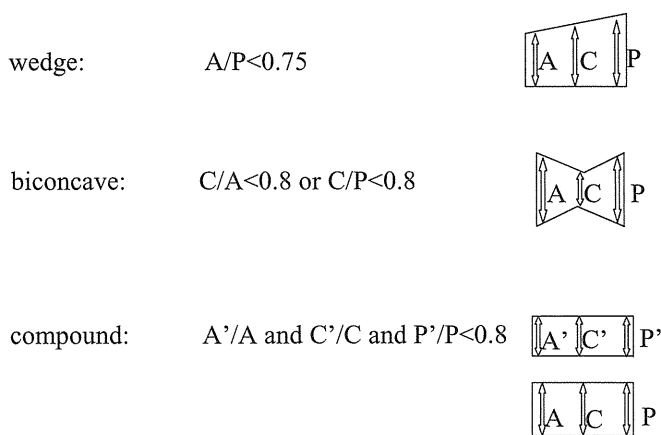 wedge: A/P<0.75 A C P
biconcave: C/A<0.8 or C/P<0.8 A C P
compound: A’/A and C’/C and P’/P<0.8 A’ C’ P’
A C P